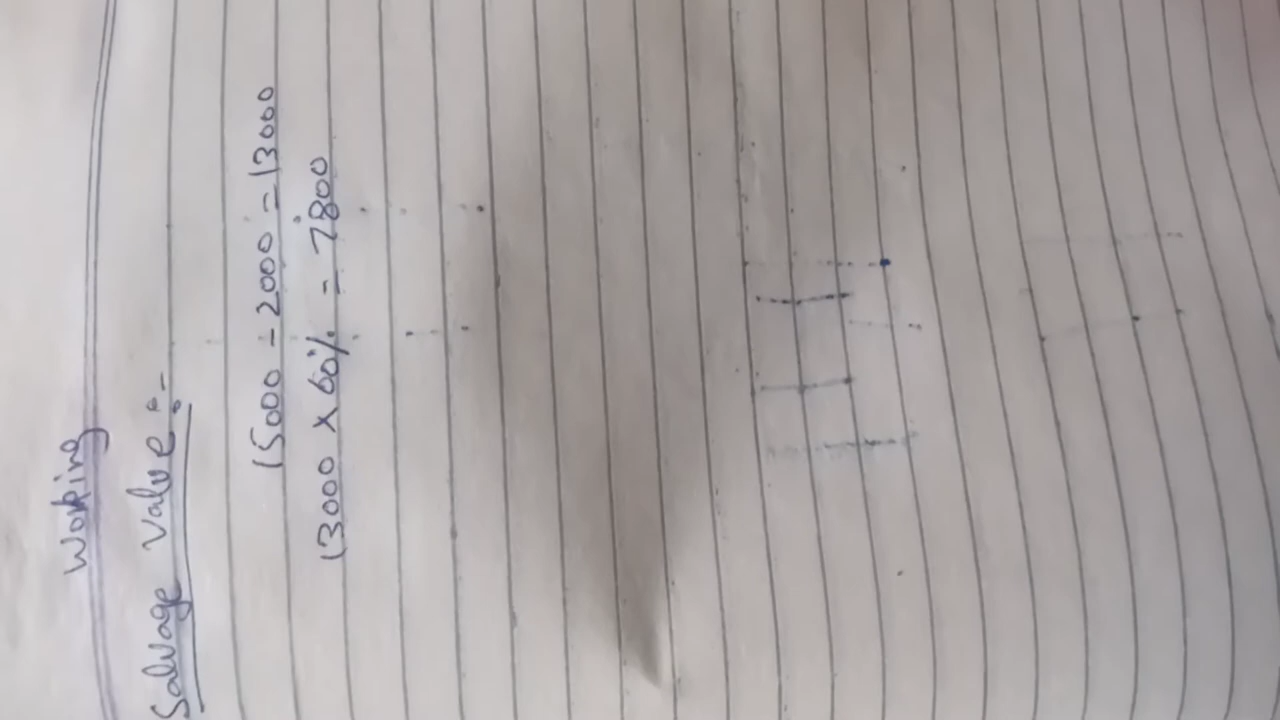 Working
Salvage value :-
15000 - 2000 = 13000
13000 x 60% - 7800